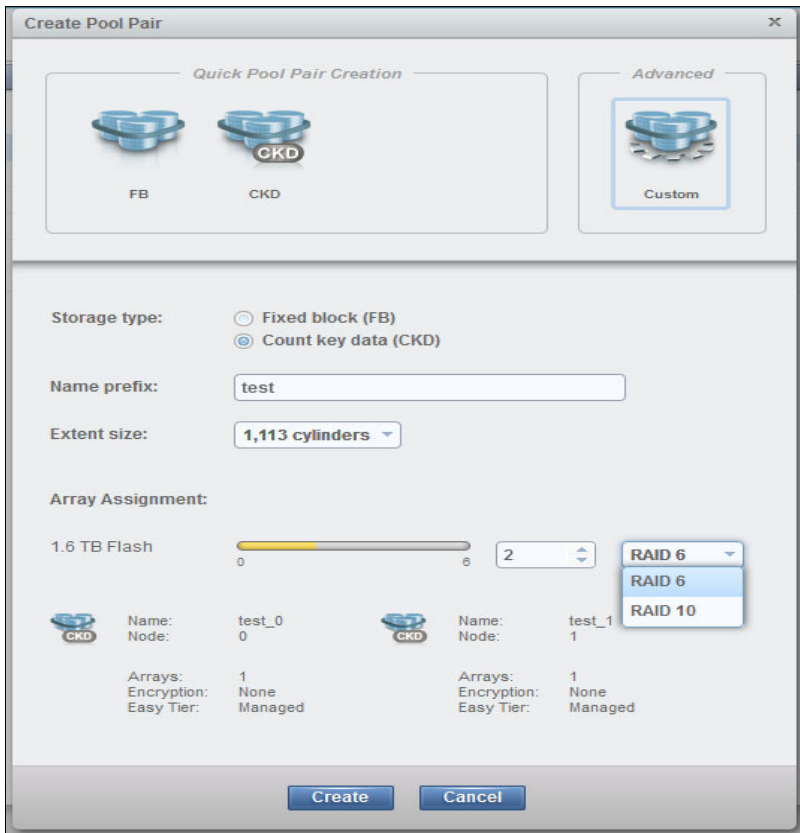 Create Pool Pair ×
Quick Pool Pair Creation
Advanced
CKD
FB
CKD
Custom
Storage type:
Fixed block (FB)
Count key data (CKD)
Name prefix:
test
Extent size:
1,113 cylinders
Array Assignment:
1.6 TB Flash
0
6
2
RAID 6
RAID 6
RAID 10
CKD
Name: test_0
Node: 0
Arrays: 1
Encryption: None
Easy Tier: Managed
CKD
Name: test_1
Node: 1
Arrays: 1
Encryption: None
Easy Tier: Managed
Create
Cancel